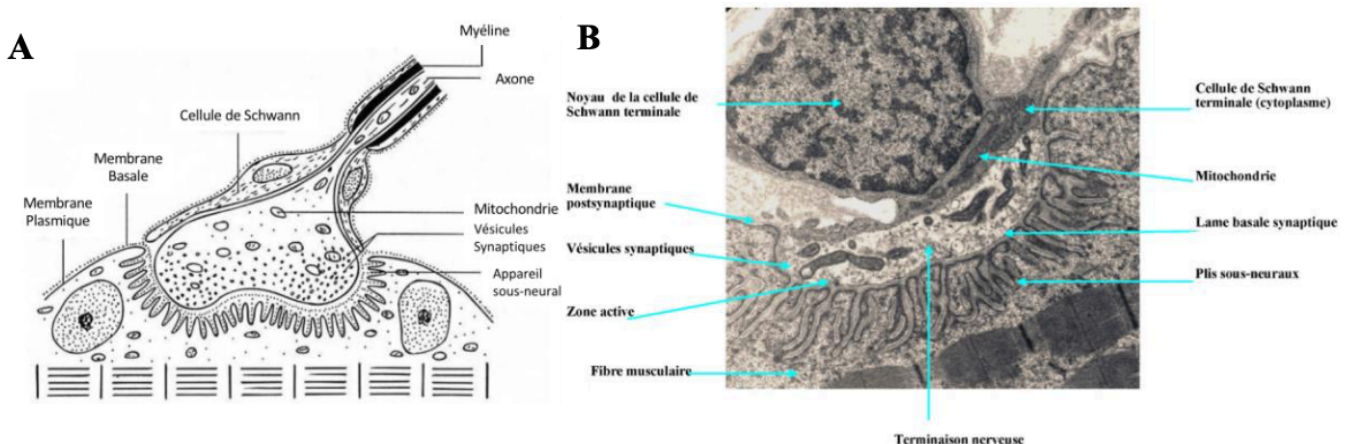 A
Myéline
Axone
Cellule de Schwann
Membrane
Basale
Membrane
Plasmique
Mitochondrie
Vésicules
Synaptiques
Appareil
sous-neural
B
Noyau de la cellule de
Schwann terminale
Membrane
postsynaptique
Vésicules synaptiques
Zone active
Fibre musculaire
Cellule de Schwann
terminale (cytoplasme)
Mitochondrie
Lame basale synaptique
Plis sous-neuraux
Terminaison nerveuse